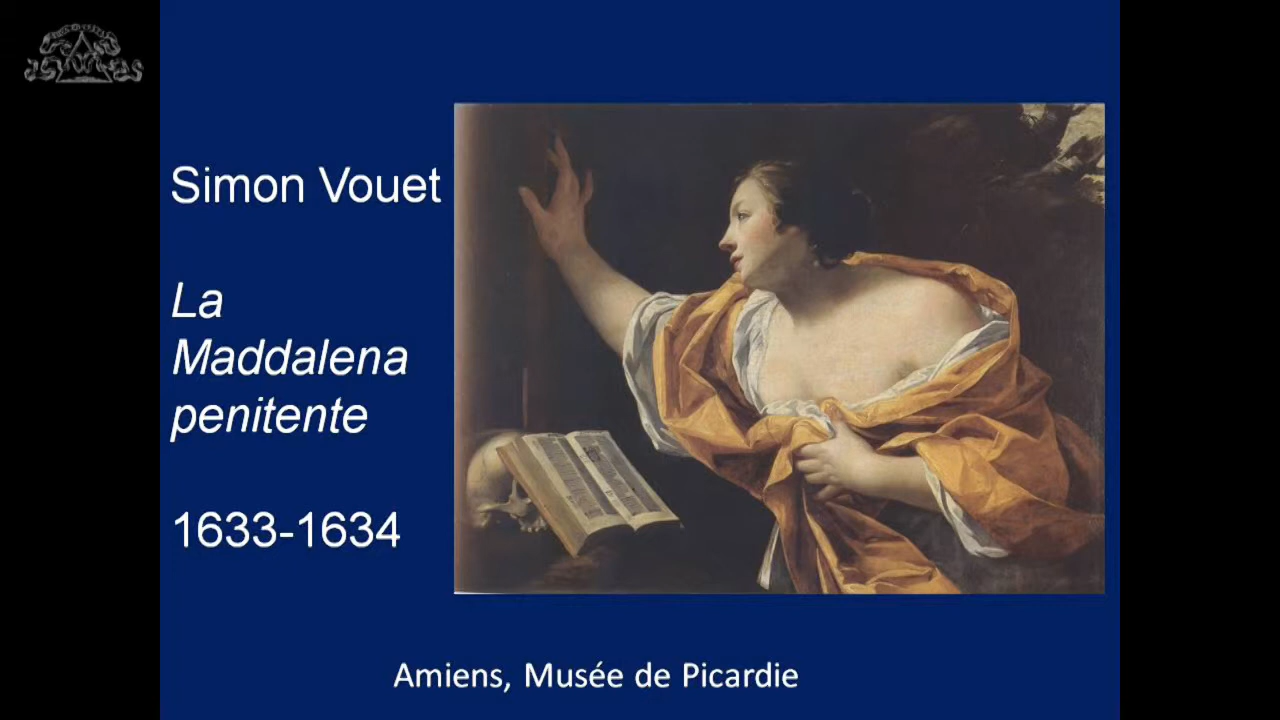 Simon Vouet
La
Maddalena
penitente
1633-1634
Amiens, Musée de Picardie